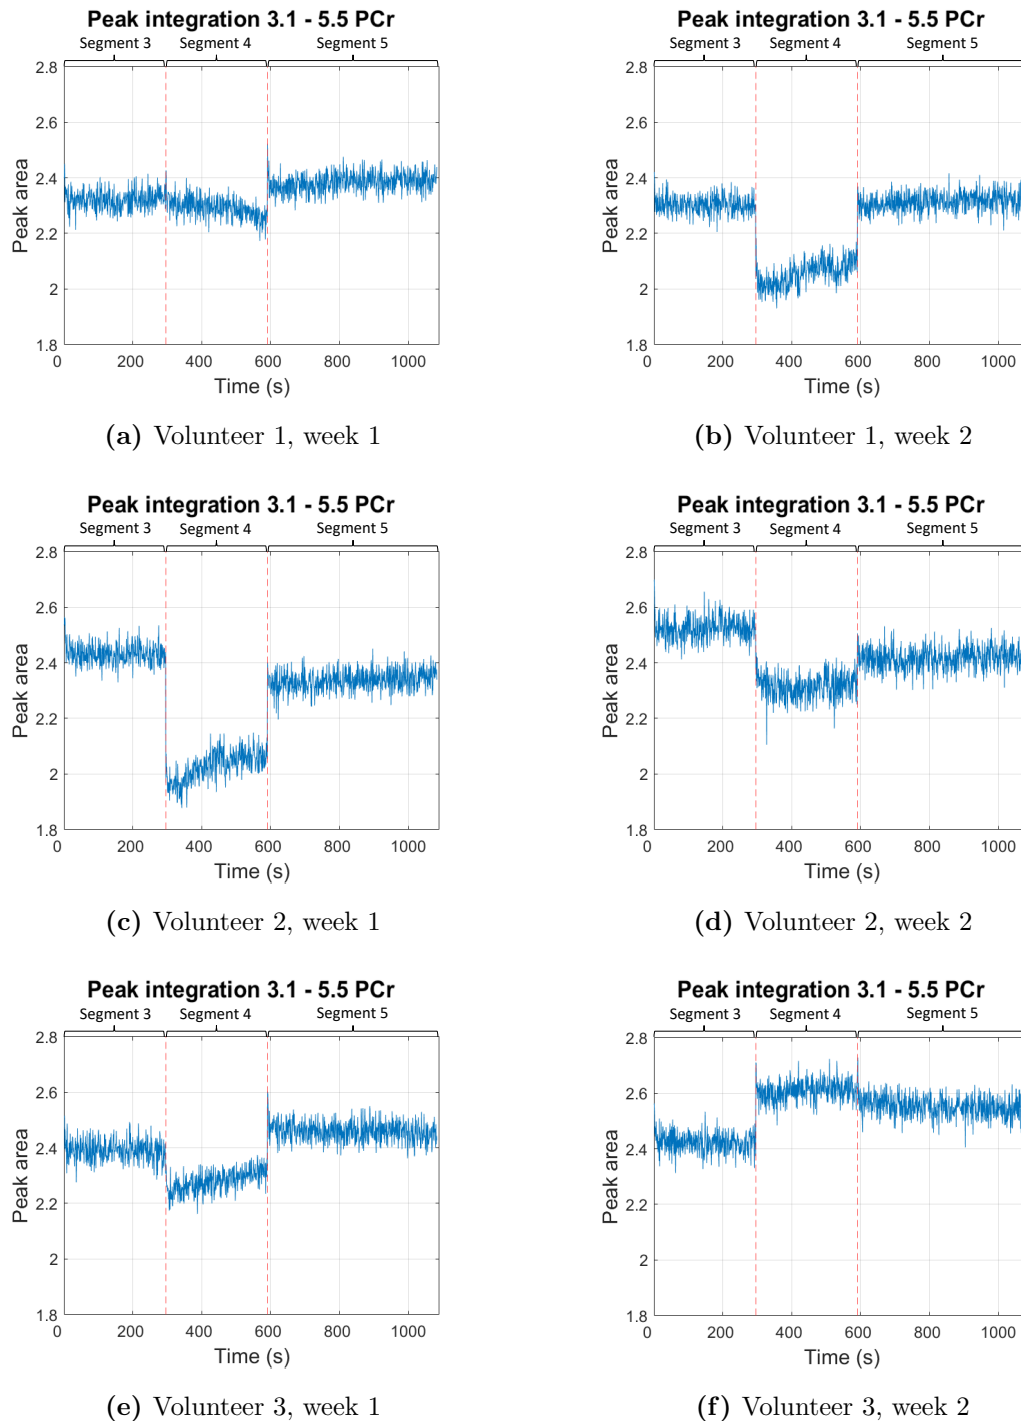 Peak integration 3.1 - 5.5 PCr
Segment 3 Segment 4 Segment 5
2.8
2.6
2.4
2.2
2
1.8
Peak area
0 200 400 600 800 1000
Time (s)
(a) Volunteer 1, week 1
Peak integration 3.1 - 5.5 PCr
Segment 3 Segment 4 Segment 5
2.8
2.6
2.4
2.2
2
1.8
Peak area
0 200 400 600 800 1000
Time (s)
(b) Volunteer 1, week 2
Peak integration 3.1 - 5.5 PCr
Segment 3 Segment 4 Segment 5
2.8
2.6
2.4
2.2
2
1.8
Peak area
0 200 400 600 800 1000
Time (s)
(c) Volunteer 2, week 1
Peak integration 3.1 - 5.5 PCr
Segment 3 Segment 4 Segment 5
2.8
2.6
2.4
2.2
2
1.8
Peak area
0 200 400 600 800 1000
Time (s)
(d) Volunteer 2, week 2
Peak integration 3.1 - 5.5 PCr
Segment 3 Segment 4 Segment 5
2.8
2.6
2.4
2.2
2
1.8
Peak area
0 200 400 600 800 1000
Time (s)
(e) Volunteer 3, week 1
Peak integration 3.1 - 5.5 PCr
Segment 3 Segment 4 Segment 5
2.8
2.6
2.4
2.2
2
1.8
Peak area
0 200 400 600 800 1000
Time (s)
(f) Volunteer 3, week 2